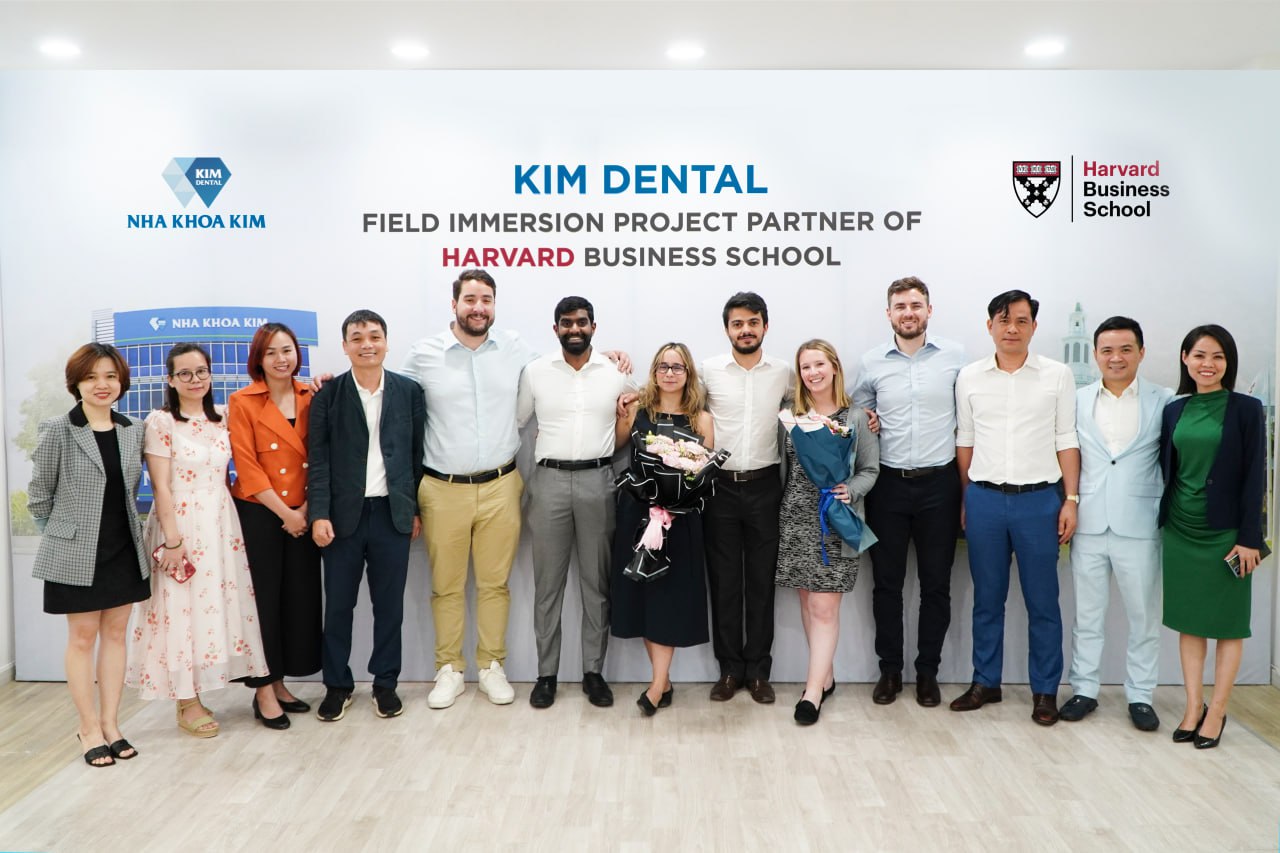 KIM
DENTAL
NHA KHOA KIM
KIM DENTAL
FIELD IMMERSION PROJECT PARTNER OF
HARVARD BUSINESS SCHOOL
Harvard
Business
School
NHA KHOA KIM